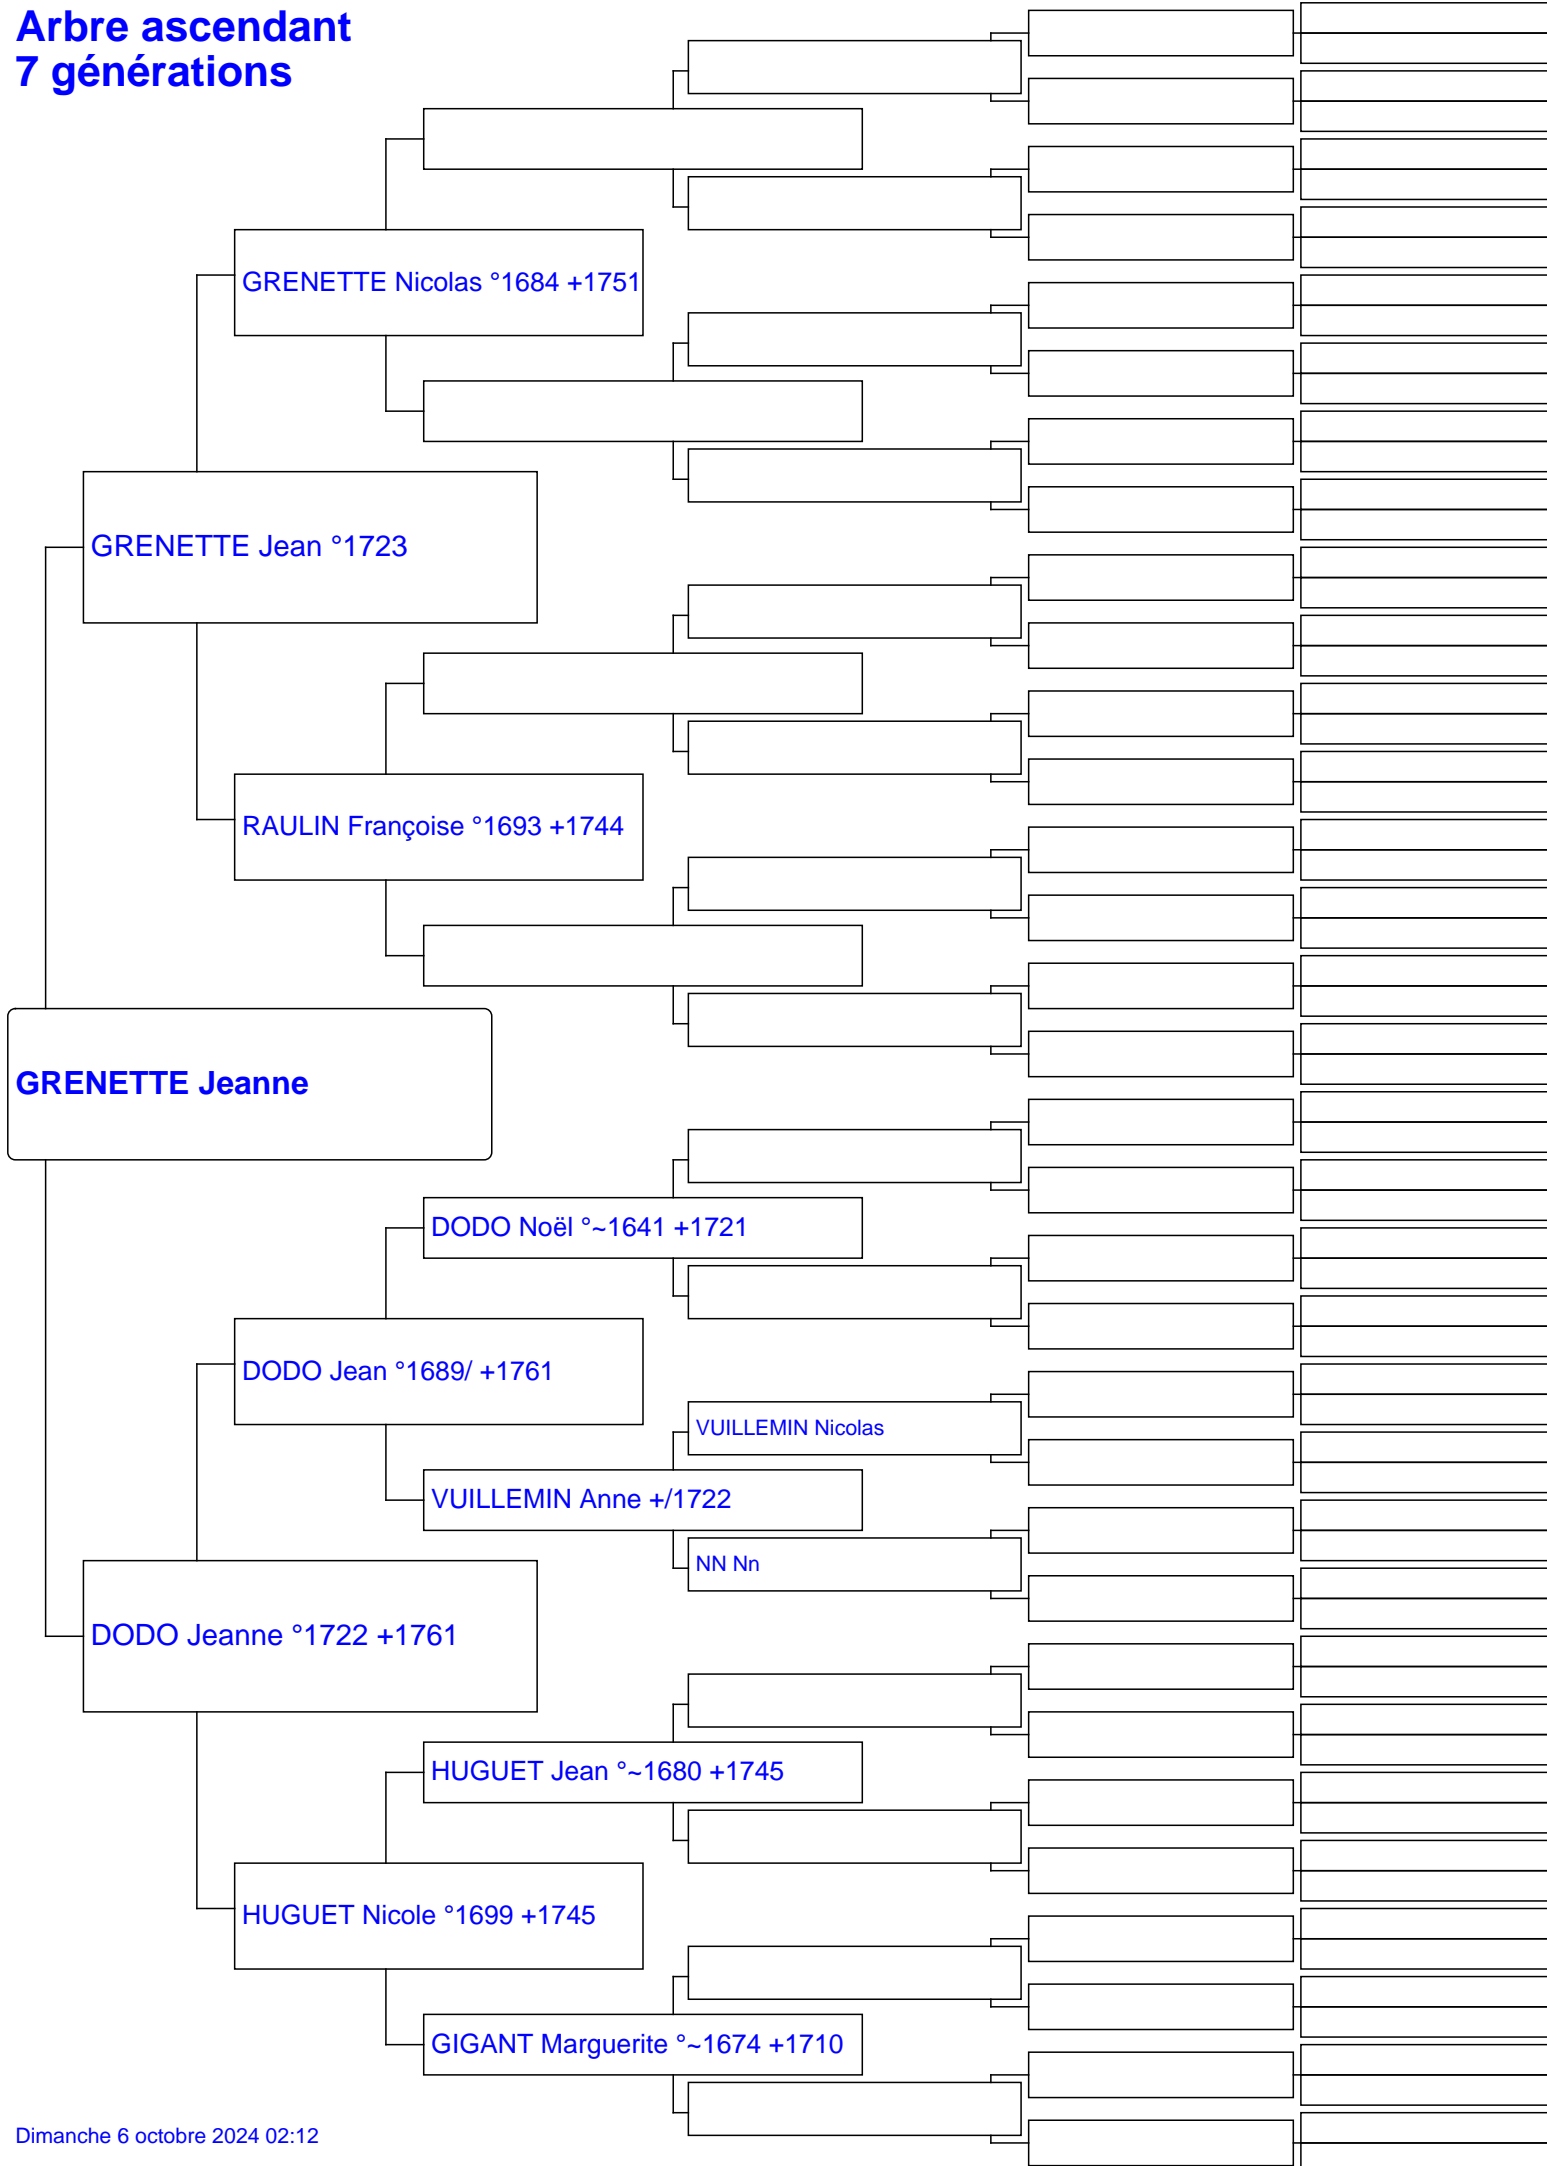 Arbre ascendant
7 générations
GRENETTE Nicolas °1684 +1751
GRENETTE Jean °1723
RAULIN Françoise °1693 +1744
GRENETTE Jeanne
DODO Noël °~1641 +1721
DODO Jean °1689/ +1761
VUILLEMIN Nicolas
VUILLEMIN Anne +/1722
NN Nn
DODO Jeanne °1722 +1761
HUGUET Jean °~1680 +1745
HUGUET Nicole °1699 +1745
GIGANT Marguerite °~1674 +1710
Dimanche 6 octobre 2024 02:12